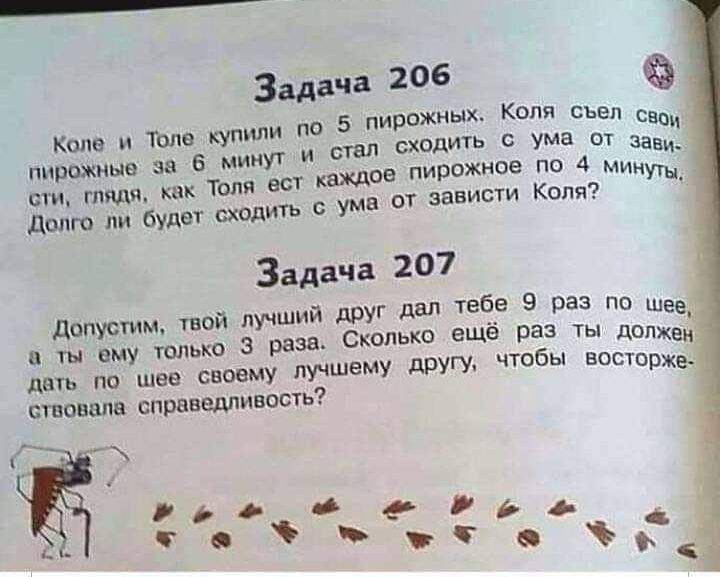 Задача 206
Коле и Толе купили по 5 пирожных. Коля съел свои
пирожные за 6 минут и стал сходить с ума от зави-
сти, глядя, как Толя ест каждое пирожное по 4 минуты.
Долго ли будет сходить с ума от зависти Коля?
Задача 207
Допустим, твой лучший друг дал тебе 9 раз по шее,
а ты ему только 3 раза. Сколько ещё раз ты должен
дать по шее своему лучшему другу, чтобы восторже-
ствовала справедливость?